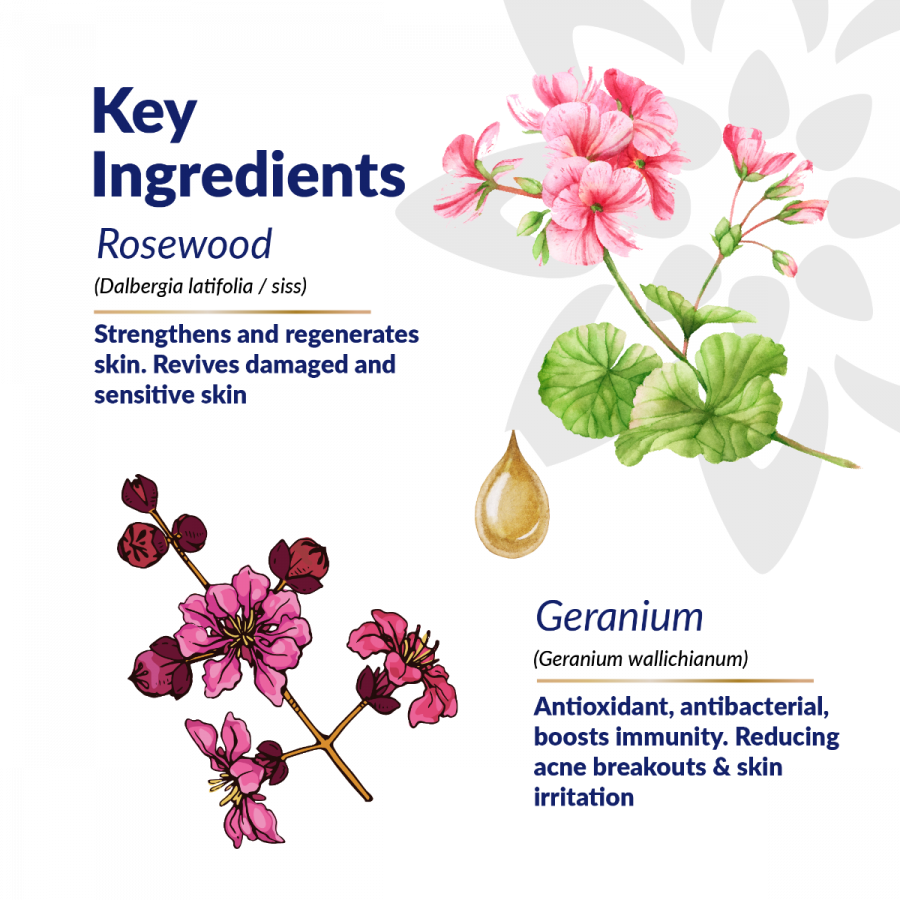 Key
Ingredients
Rosewood
(Dalbergia latifolia / siss)
Strengthens and regenerates
skin. Revives damaged and
sensitive skin
Geranium
(Geranium wallichianum)
Antioxidant, antibacterial,
boosts immunity. Reducing
acne breakouts & skin
irritation